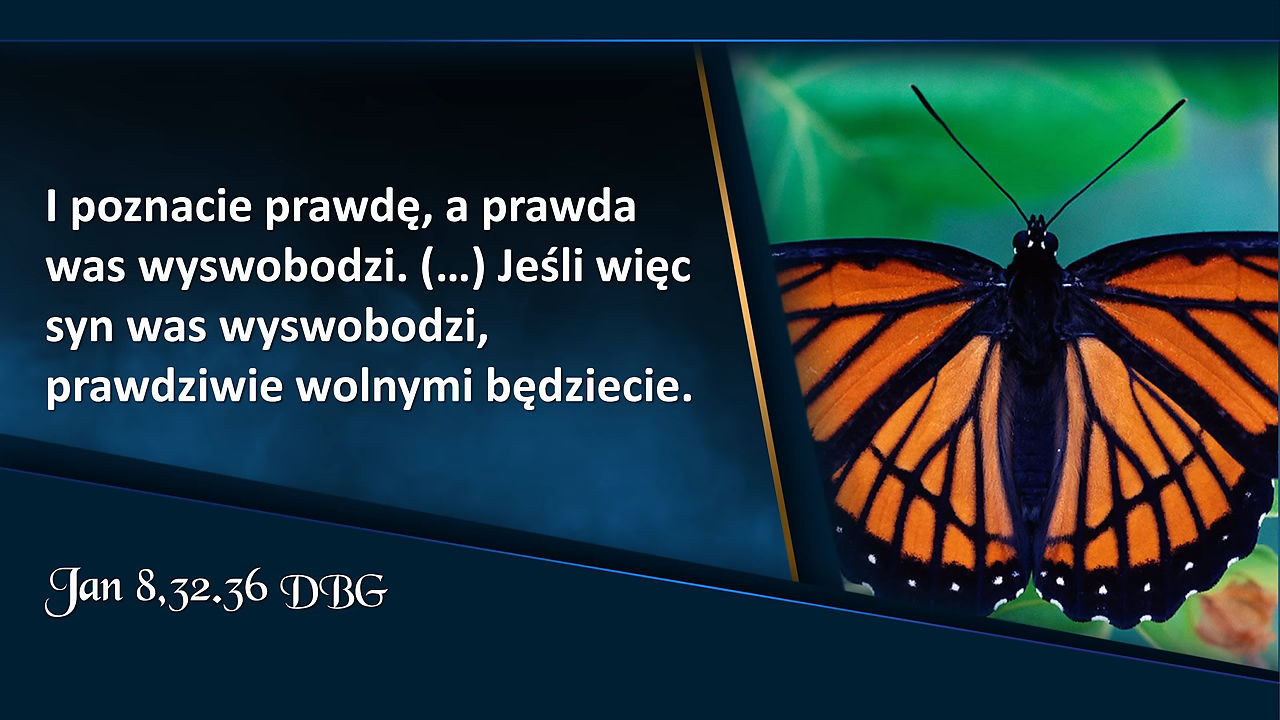 I poznacie prawdę, a prawda
was wyswobodzi. (...) Jeśli więc
syn was wyswobodzi,
prawdziwie wolnymi będziecie.
Jan 8,32.36 DBG